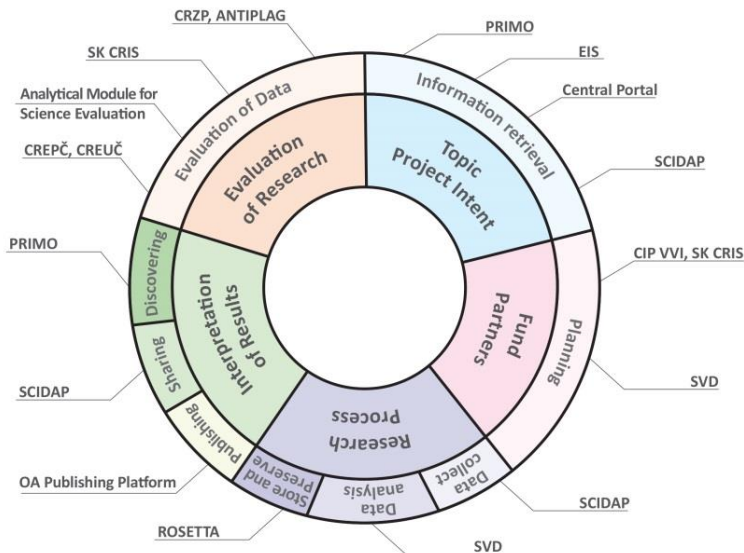 CRZP, ANTIPLAG
PRIMO
SK CRIS
EIS
Analytical Module for
Science Evaluation
Central Portal
CREPČ, CREUČ
SCIDAP
Evaluation of Data
Information retrieval
Evaluation
of Research
Topic
Project Intent
PRIMO
CIP VVI, SK CRIS
Discovering
Interpretation
of Results
Fund
Partners
Planning
Sharing
SCIDAP
SVD
Research
Process
Publishing
OA Publishing Platform
Store and
Preserve
Data
analysis
Data
collect
SCIDAP
ROSETTA
SVD